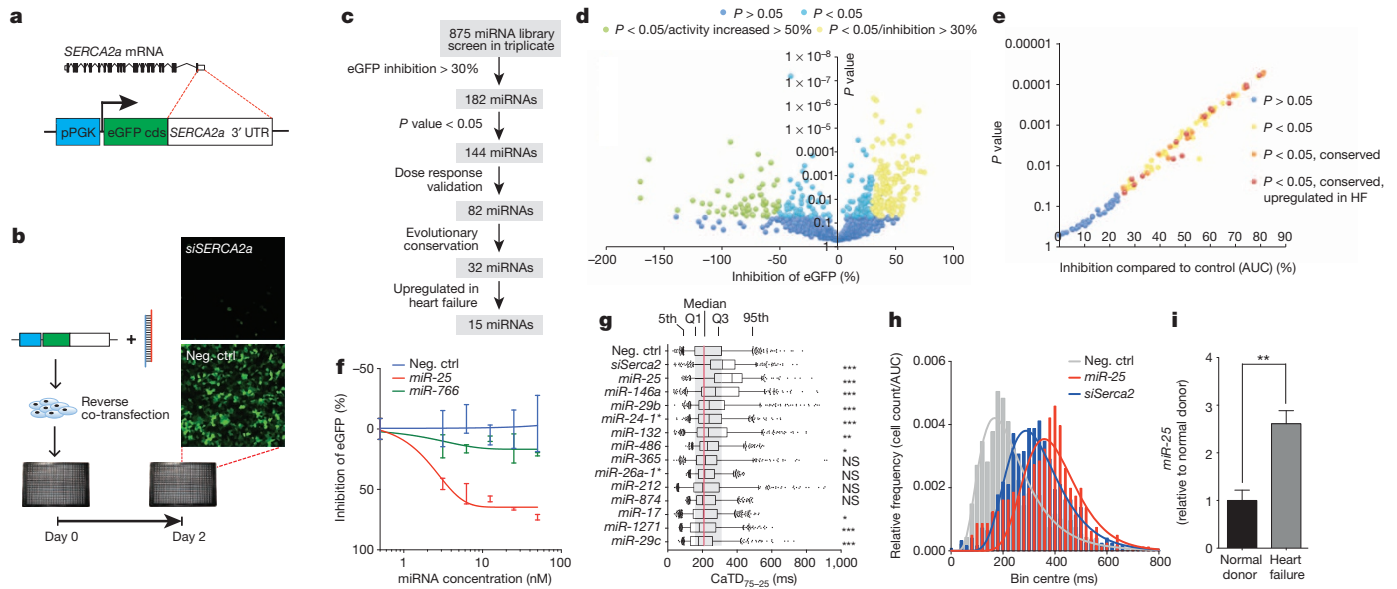 a
SERCA2a mRNA
pPGK
eGFP cds
SERCA2a 3′ UTR
b
siSERCA2a
Neg. ctrl
+
Reverse
co-transfection
Day 0
Day 2
c
875 miRNA library
screen in triplicate
eGFP inhibition > 30%
182 miRNAs
P value < 0.05
144 miRNAs
Dose response
validation
82 miRNAs
Evolutionary
conservation
32 miRNAs
Upregulated in
heart failure
15 miRNAs
d
P > 0.05
P < 0.05
P < 0.05/activity increased > 50%
P < 0.05/inhibition > 30%
1 × 10⁻⁸
1 × 10⁻⁷
1 × 10⁻⁶
1 × 10⁻⁵
0.0001
0.001
0.01
0.1
1
P value
−200
−150
−100
−50
0
50
100
Inhibition of eGFP (%)
e
0.00001
0.0001
0.001
0.01
0.1
1
P value
0
10
20
30
40
50
60
70
80
90
Inhibition compared to control (AUC) (%)
P > 0.05
P < 0.05
P < 0.05, conserved
P < 0.05, conserved,
upregulated in HF
f
Neg. ctrl
miR-25
miR-766
−50
0
50
100
Inhibition of eGFP (%)
1
10
100
miRNA concentration (nM)
g
Median
5th
Q1
Q3
95th
Neg. ctrl
siSerca2 ***
miR-25 ***
miR-146a ***
miR-29b ***
miR-24-1* ***
miR-132 **
miR-486 *
miR-365 NS
miR-26a-1* NS
miR-212 NS
miR-874 NS
miR-17 *
miR-1271 ***
miR-29c ***
0
200
400
600
800
1,000
CaTD75–25 (ms)
h
Neg. ctrl
miR-25
siSerca2
0.006
0.004
0.002
0.000
Relative frequency (cell count/AUC)
0
200
400
600
800
Bin centre (ms)
i
**
4
3
2
1
0
miR-25
(relative to normal donor)
Normal
donor
Heart
failure